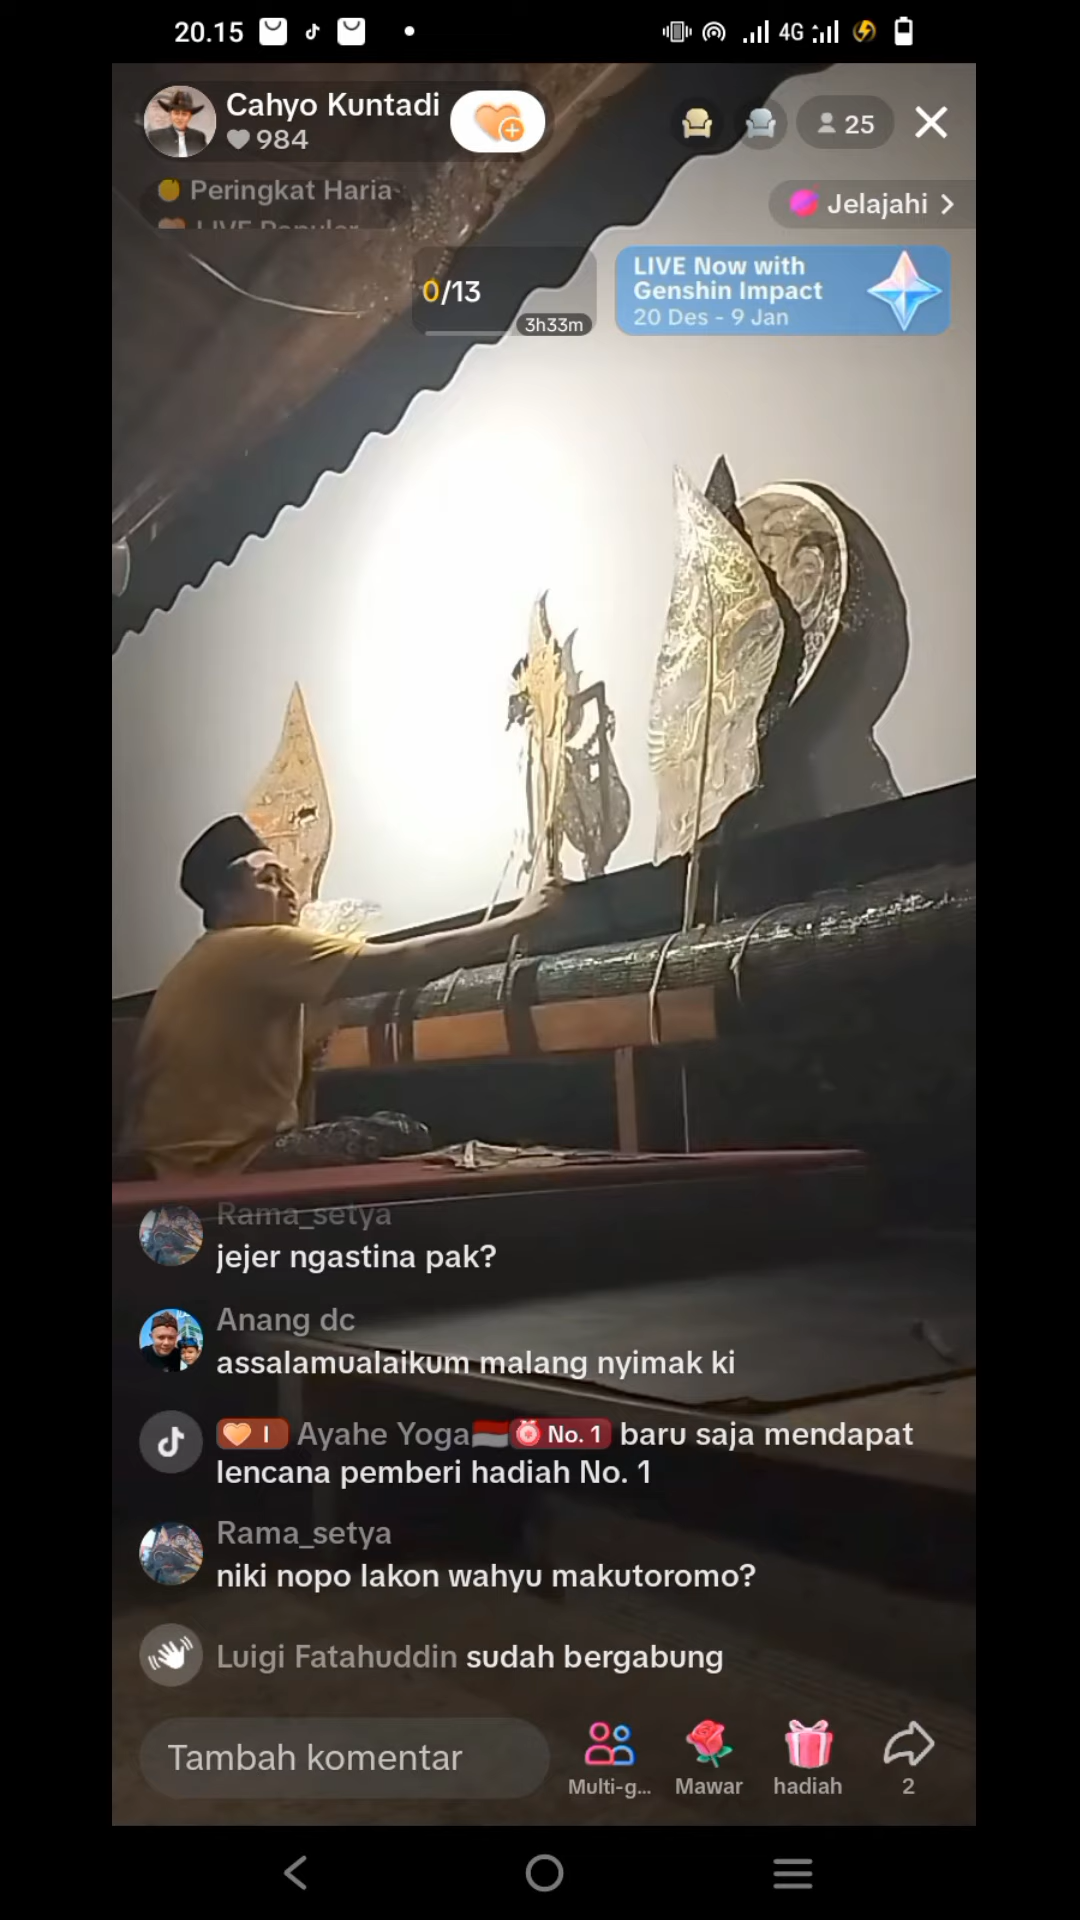 20.15
4G
Cahyo Kuntadi
984
25
Peringkat Haria
LIVE Populer
Jelajahi >
0/13
3h33m
LIVE Now with
Genshin Impact
20 Des - 9 Jan
Rama_setya
jejer ngastina pak?
Anang dc
assalamualaikum malang nyimak ki
I Ayahe Yoga No. 1 baru saja mendapat
lencana pemberi hadiah No. 1
Rama_setya
niki nopo lakon wahyu makutoromo?
Luigi Fatahuddin sudah bergabung
Tambah komentar
Multi-g...
Mawar
hadiah
2